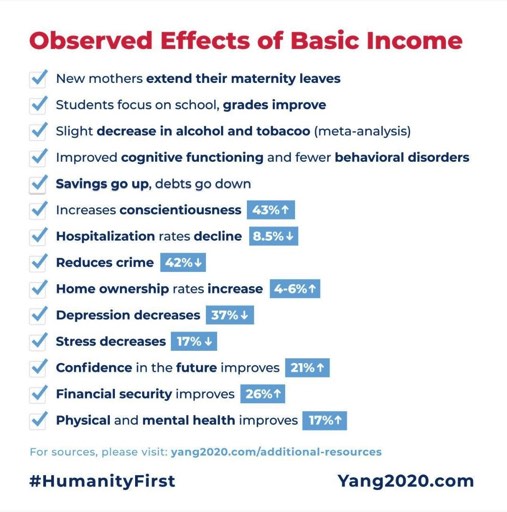 Observed Effects of Basic Income
New mothers extend their maternity leaves
Students focus on school, grades improve
Slight decrease in alcohol and tobacoo (meta-analysis)
Improved cognitive functioning and fewer behavioral disorders
Savings go up, debts go down
Increases conscientiousness 43%↑
Hospitalization rates decline 8.5%↓
Reduces crime 42%↓
Home ownership rates increase 4-6%↑
Depression decreases 37%↓
Stress decreases 17%↓
Confidence in the future improves 21%↑
Financial security improves 26%↑
Physical and mental health improves 17%↑
For sources, please visit: yang2020.com/additional-resources
#HumanityFirst Yang2020.com